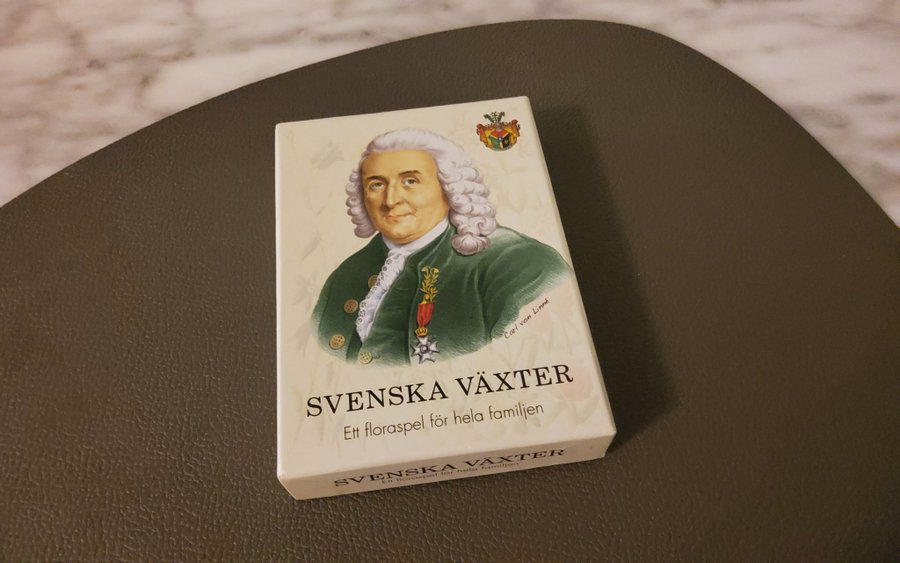 Carl von Linné
SVENSKA VÄXTER
Ett floraspel för hela familjen
SVENSKA VÄXTER
Ett floraspel för hela familjen